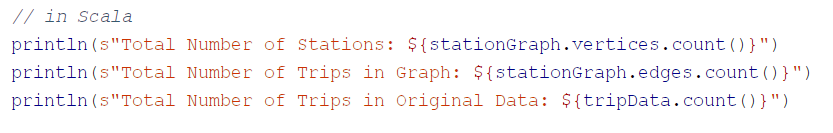 // in Scala
println(s"Total Number of Stations: ${stationGraph.vertices.count()}")
println(s"Total Number of Trips in Graph: ${stationGraph.edges.count()}")
println(s"Total Number of Trips in Original Data: ${tripData.count()}")